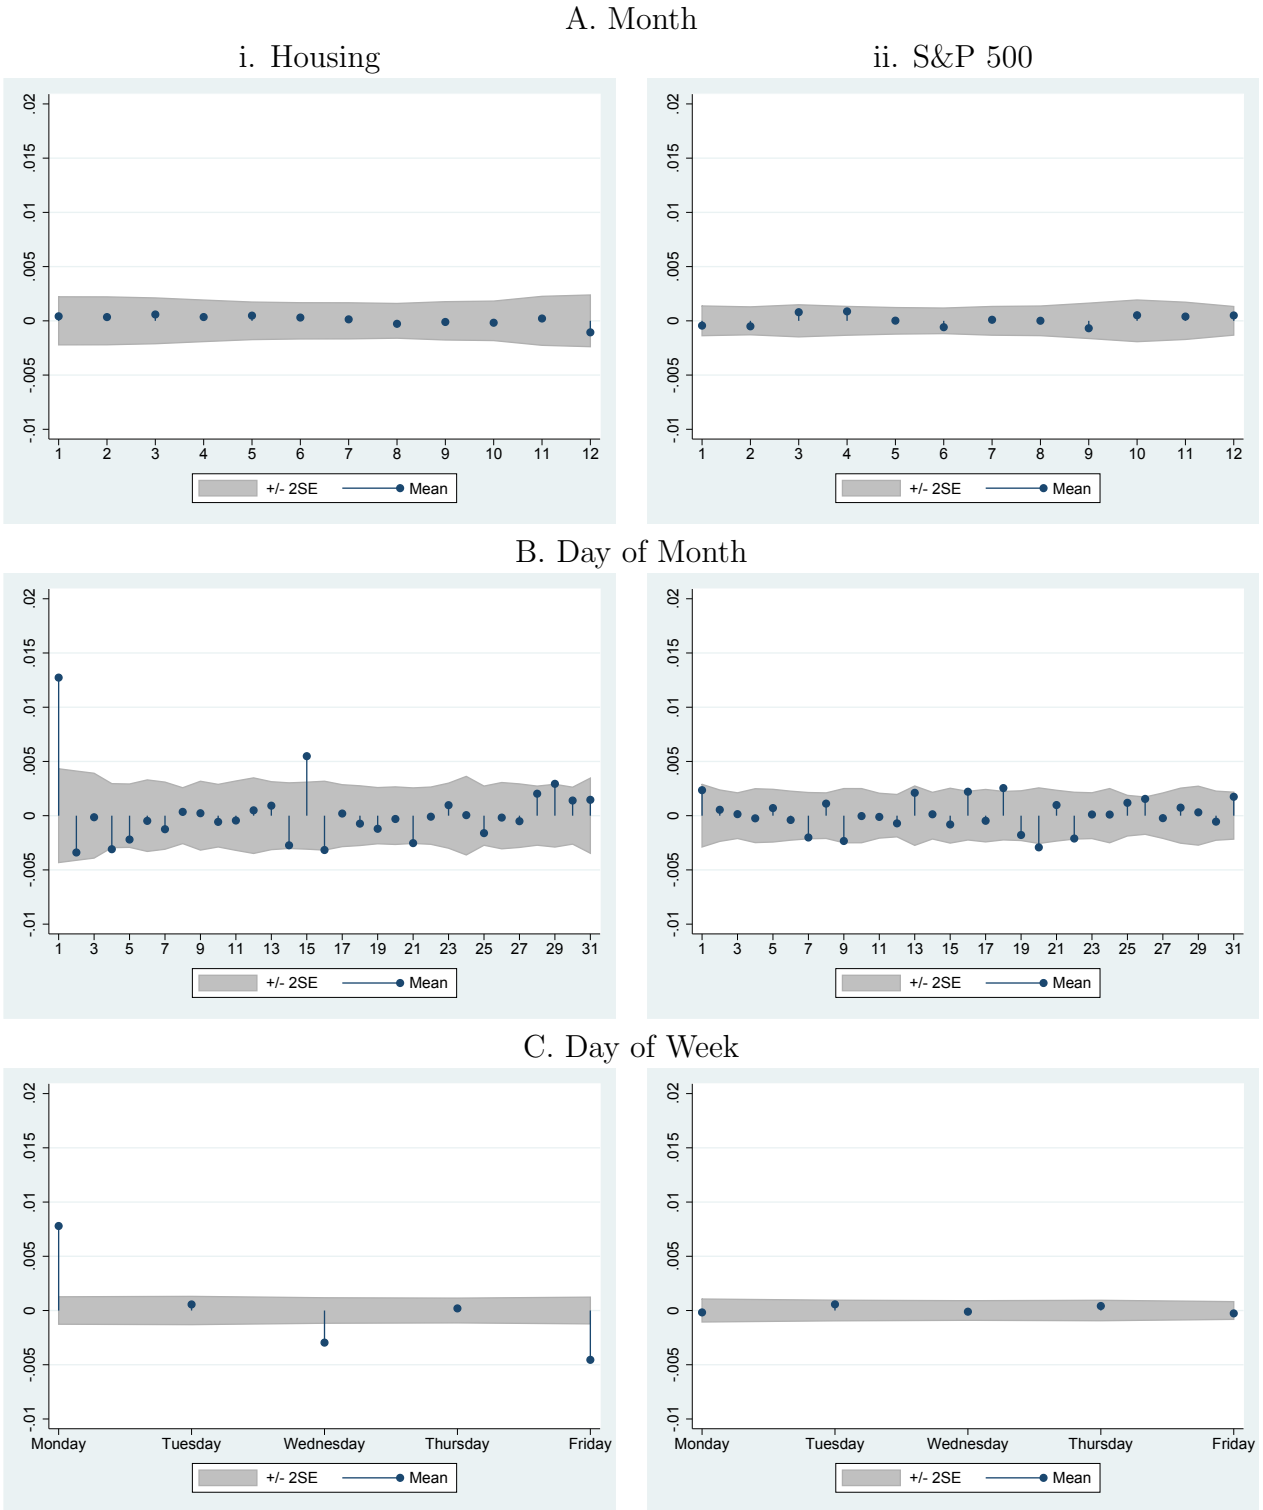 A. Month
i. Housing
ii. S&P 500
.02
.015
.01
.005
0
-.005
-.01
1 2 3 4 5 6 7 8 9 10 11 12
+/- 2SE Mean
.02
.015
.01
.005
0
-.005
-.01
1 2 3 4 5 6 7 8 9 10 11 12
+/- 2SE Mean
B. Day of Month
.02
.015
.01
.005
0
-.005
-.01
1 3 5 7 9 11 13 15 17 19 21 23 25 27 29 31
+/- 2SE Mean
.02
.015
.01
.005
0
-.005
-.01
1 3 5 7 9 11 13 15 17 19 21 23 25 27 29 31
+/- 2SE Mean
C. Day of Week
.02
.015
.01
.005
0
-.005
-.01
Monday Tuesday Wednesday Thursday Friday
+/- 2SE Mean
.02
.015
.01
.005
0
-.005
-.01
Monday Tuesday Wednesday Thursday Friday
+/- 2SE Mean